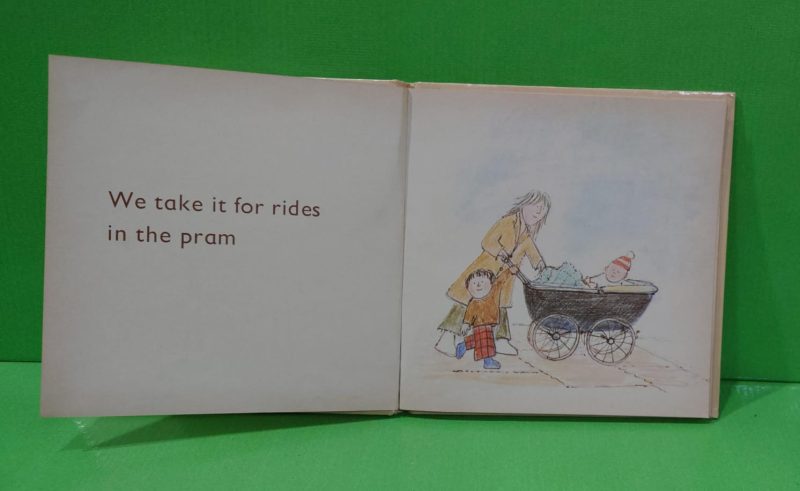 We take it for rides
in the pram